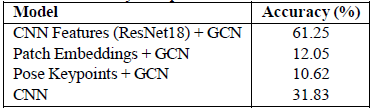 Model Accuracy (%)
CNN Features (ResNet18) + GCN 61.25
Patch Embeddings + GCN 12.05
Pose Keypoints + GCN 10.62
CNN 31.83